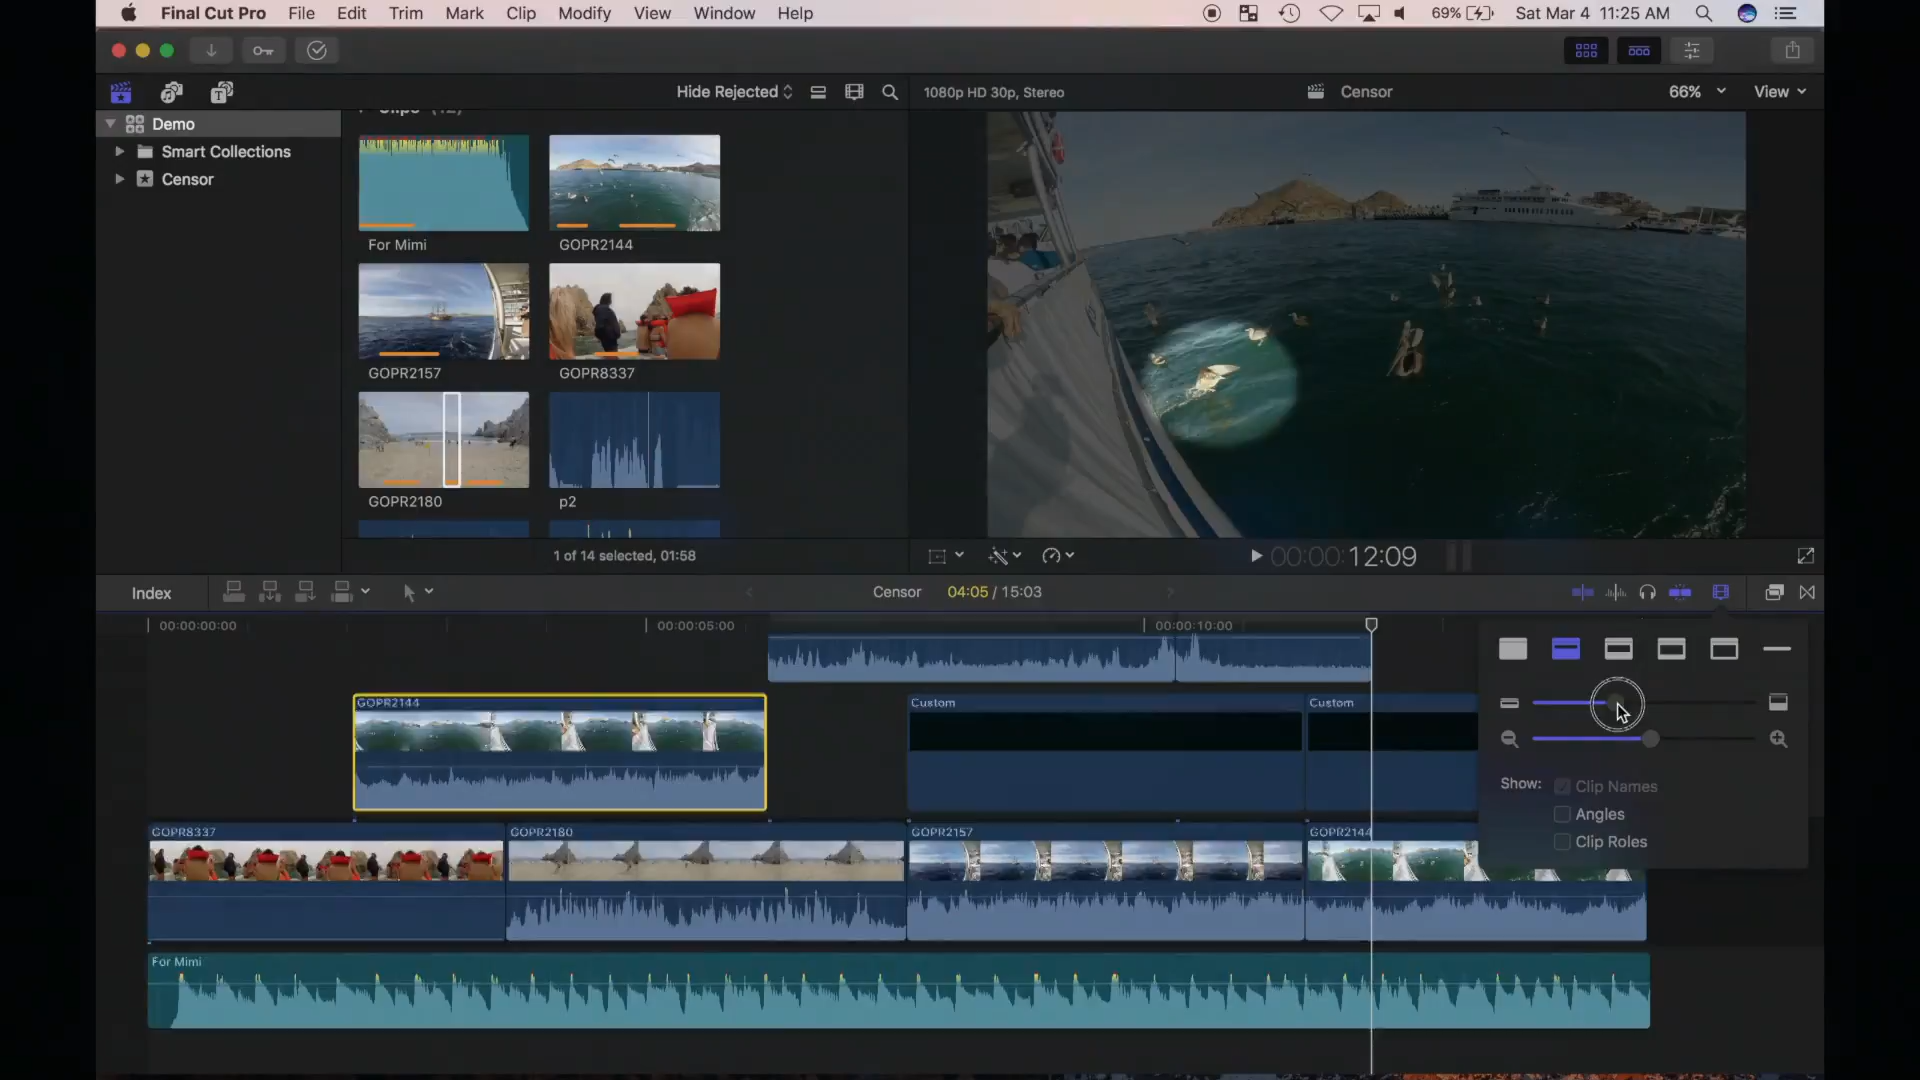 Final Cut Pro File Edit Trim Mark Clip Modify View Window Help 69% Sat Mar 4 11:25 AM
Hide Rejected 1080p HD 30p, Stereo Censor 66% View
Clips (12)
Demo
Smart Collections
Censor
For Mimi GOPR2144
GOPR2157 GOPR8337
GOPR2180 p2
1 of 14 selected, 01:58 00:00:12:09
Index Censor 04:05 / 15:03
00:00:00:00 00:00:05:00 00:00:10:00
GOPR2144 Custom Custom
Show: Clip Names
Angles
Clip Roles
GOPR8337 GOPR2180 GOPR2157 GOPR2144
For Mimi